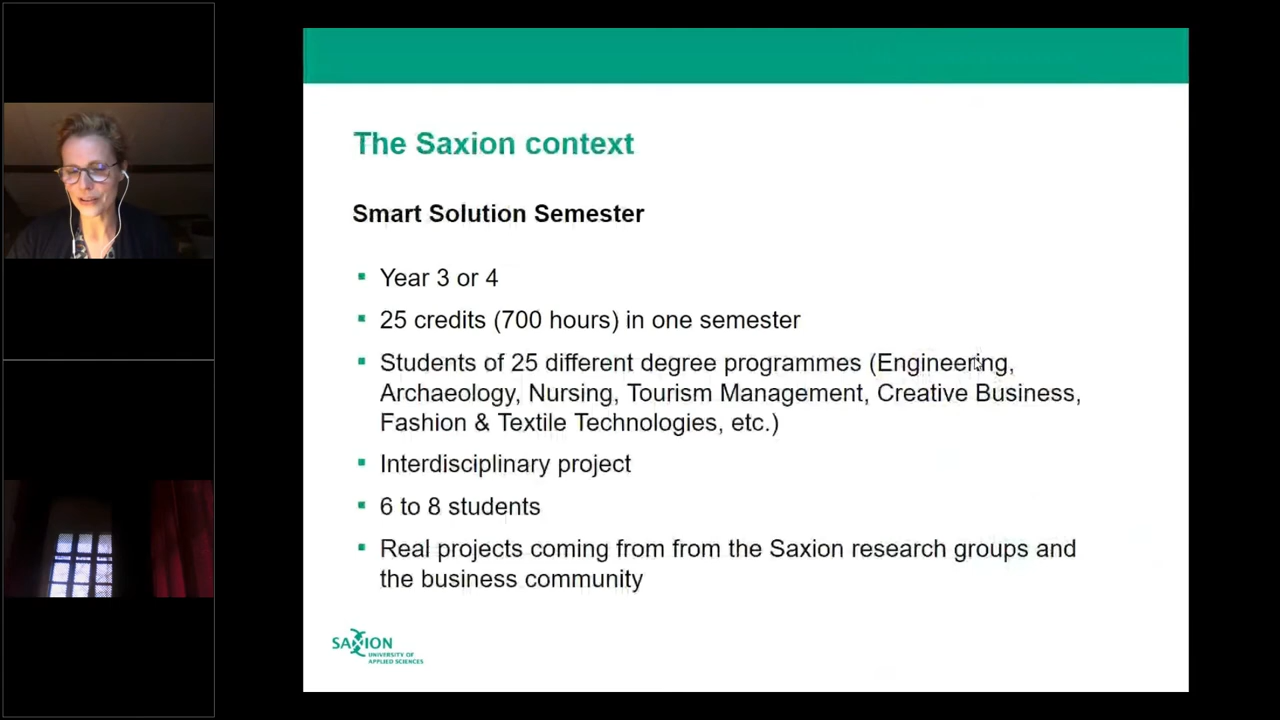 The Saxion context
Smart Solution Semester
Year 3 or 4
25 credits (700 hours) in one semester
Students of 25 different degree programmes (Engineering,
Archaeology, Nursing, Tourism Management, Creative Business,
Fashion & Textile Technologies, etc.)
Interdisciplinary project
6 to 8 students
Real projects coming from from the Saxion research groups and
the business community
SAXION
UNIVERSITY OF
APPLIED SCIENCES